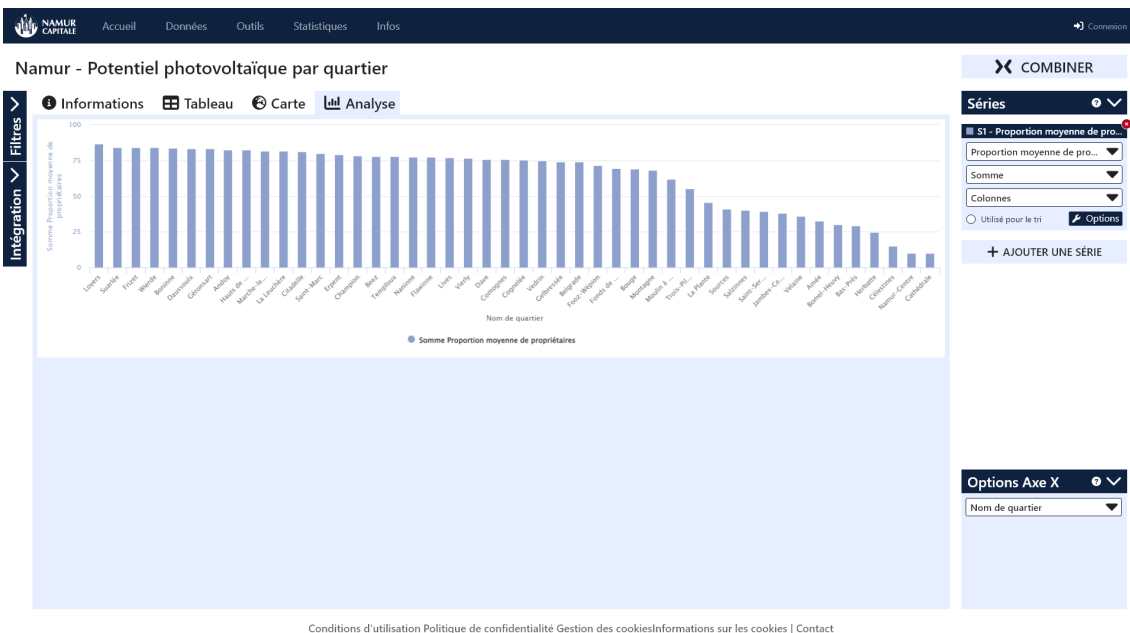 NAMUR CAPITALE
Accueil Données Outils Statistiques Infos
Connexion
Namur - Potentiel photovoltaïque par quartier
COMBINER
Filtres
Intégration
Informations Tableau Carte Analyse
100
75
50
25
0
Somme Proportion moyenne de propriétaires
Loyers Suarlée Frizet Wierde Boninne Daussoulx Géronsart Andoy Hauts de ... Marche-le... La Leuchère Citadelle Saint-Marc Erpent Champion Beez Temploux Naninne Flawinne Lives Vierly Dave Comognes Cognelée Vedrin Gelbressée Belgrade Fooz-Wépion Fonds de ... Bouge Montagne Moulin à ... Trois-Pil... La Plante Sources Salzinnes Saint-Ser... Jambes-Ce... Velaine Amée Bomel-Heuvy Bas-Prés Herbatte Célestines Namur-Centre Cathédrale
Nom de quartier
Somme Proportion moyenne de propriétaires
Séries
S1 - Proportion moyenne de pro...
Proportion moyenne de pro...
Somme
Colonnes
Utilisé pour le tri Options
+ AJOUTER UNE SÉRIE
Options Axe X
Nom de quartier
Conditions d'utilisation Politique de confidentialité Gestion des cookiesInformations sur les cookies | Contact